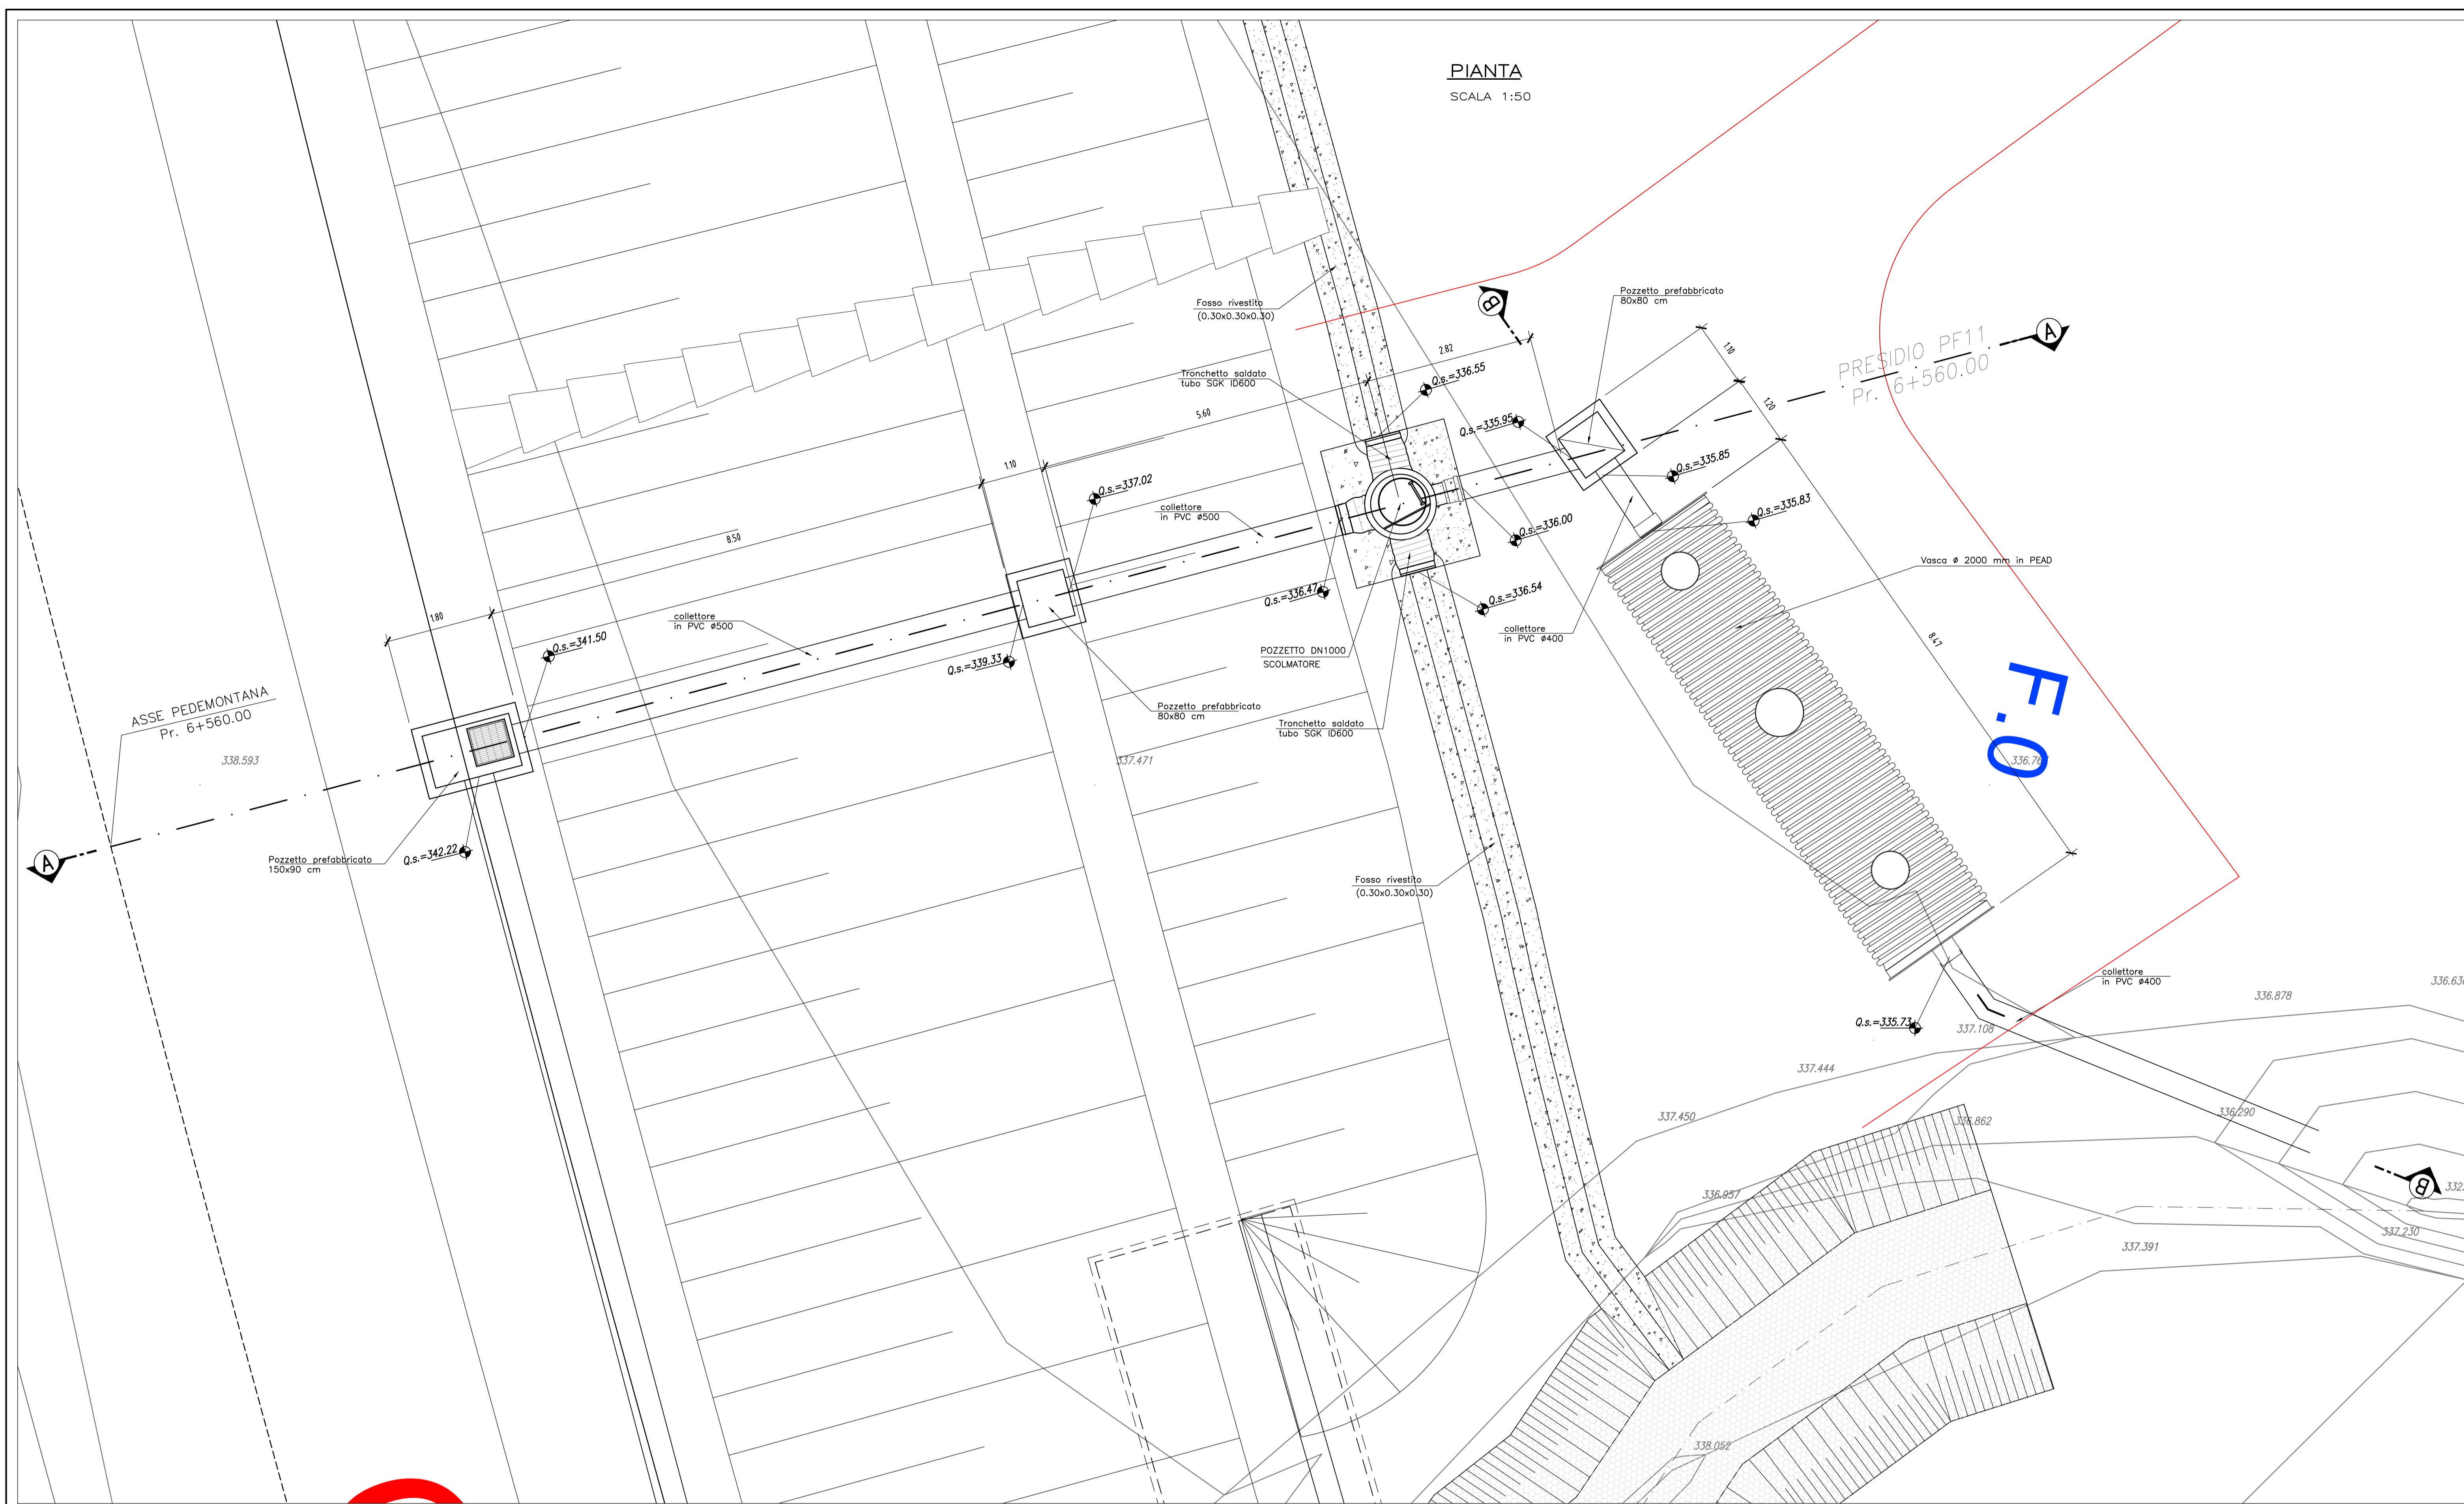 PIANTA
SCALA 1:50
Fosso rivestito
(0.30x0.30x0.30)
B
Pozzetto prefabbricato
80x80 cm
1.10
PRESIDIO PF11
Pr. 6+560.00
A
2.82
Tronchetto saldato
tubo SGK ID600
Q.s.=336.55
1.20
5.60
Q.s.=335.95
1.10
Q.s.=335.85
Q.s.=337.02
Q.s.=335.83
collettore
in PVC ø500
8.50
Q.s.=336.00
Vasca ø 2000 mm in PEAD
Q.s.=336.47
Q.s.=336.54
1.80
collettore
in PVC ø500
collettore
in PVC ø400
8.47
Q.s.=341.50
POZZETTO DN1000
SCOLMATORE
Q.s.=339.33
F.0
ASSE PEDEMONTANA
Pr. 6+560.00
Pozzetto prefabbricato
80x80 cm
Tronchetto saldato
tubo SGK ID600
338.593
337.471
A
Pozzetto prefabbricato
150x90 cm
Q.s.=342.22
Fosso rivestito
(0.30x0.30x0.30)
collettore
in PVC ø400
336.878
Q.s.=335.73
337.108
337.444
337.450
336.862
336.290
B
336.957
337.230
337.391
338.052